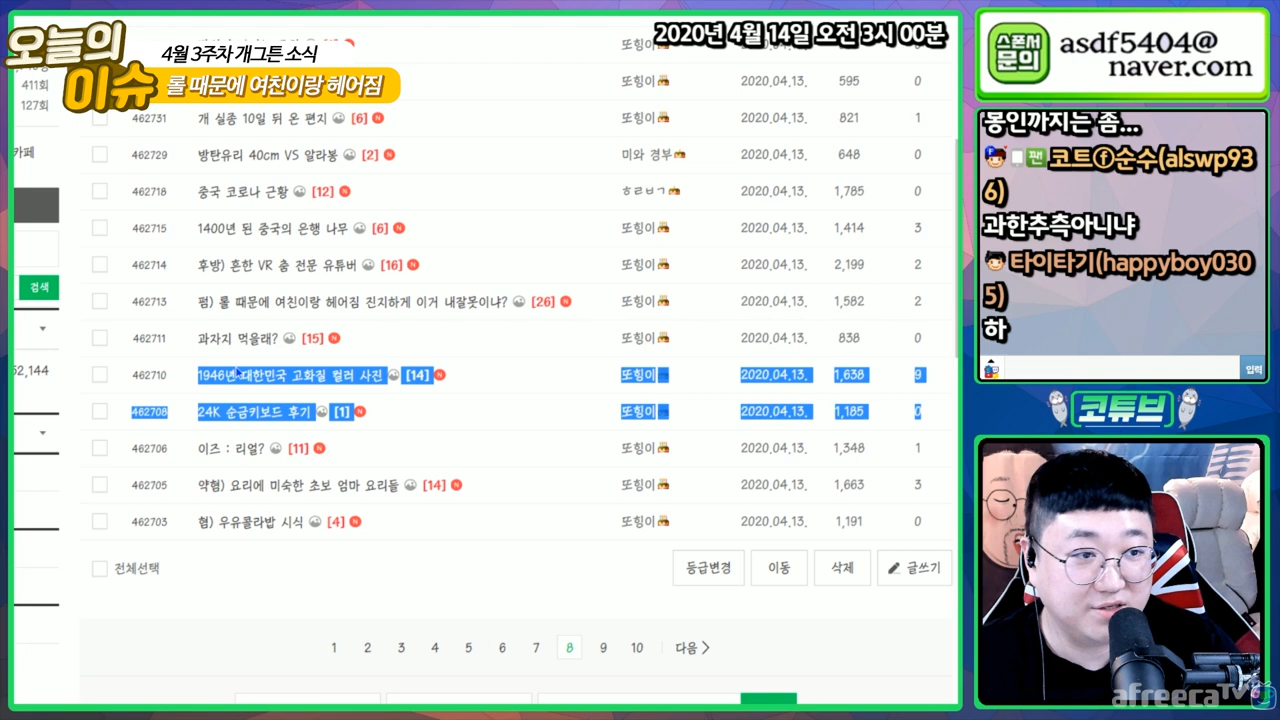 오늘의
이슈
4월 3주차 개그튼 소식
롤 때문에 여친이랑 헤어짐
2020년 4월 14일 오전 3시 00분
411회
127회
카페
검색
52,144
또힝이
또힝이 2020.04.13. 595 0
462731 개 실종 10일 뒤 온 편지 [6] N 또힝이 2020.04.13. 821 1
462729 방탄유리 40cm VS 알라봉 [2] N 미와 경부 2020.04.13. 648 0
462718 중국 코로나 근황 [12] N ㅎㄹㅂㄱ 2020.04.13. 1,785 0
462715 1400년 된 중국의 은행 나무 [6] N 또힝이 2020.04.13. 1,414 3
462714 후방) 흔한 VR 춤 전문 유튜버 [16] N 또힝이 2020.04.13. 2,199 2
462713 펌) 롤 때문에 여친이랑 헤어짐 진지하게 이거 내잘못이냐? [26] N 또힝이 2020.04.13. 1,582 2
462711 과자지 먹을래? [15] N 또힝이 2020.04.13. 838 0
462710 1946년 대한민국 고화질 컬러 사진 [14] N 또힝이 2020.04.13. 1,638 9
462708 24K 순금키보드 후기 [1] N 또힝이 2020.04.13. 1,185 0
462706 이즈 : 리얼? [11] N 또힝이 2020.04.13. 1,348 1
462705 약혐) 요리에 미숙한 초보 엄마 요리들 [14] N 또힝이 2020.04.13. 1,663 3
462703 혐) 우유콜라밥 시식 [4] N 또힝이 2020.04.13. 1,191 0
전체선택
등급변경 이동 삭제 글쓰기
1 2 3 4 5 6 7 8 9 10 다음
스폰서
문의
asdf5404@
naver.com
봉인까지는 좀...
F 팬 코트ⓕ순수(alswp93
6)
과한추측아니냐
타이타기(happyboy030
5)
하
입력
코튜브
afreecaTV